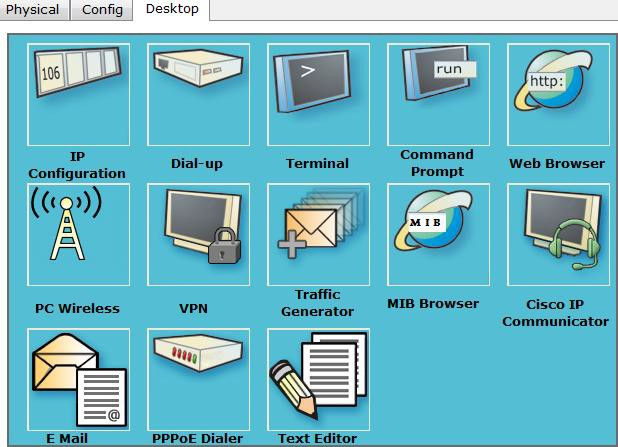 Physical Config Desktop
106
>
run
http:
IP
Configuration
Dial-up
Terminal
Command
Prompt
Web Browser
MIB
PC Wireless
VPN
Traffic
Generator
MIB Browser
Cisco IP
Communicator
@
E Mail
PPPoE Dialer
Text Editor